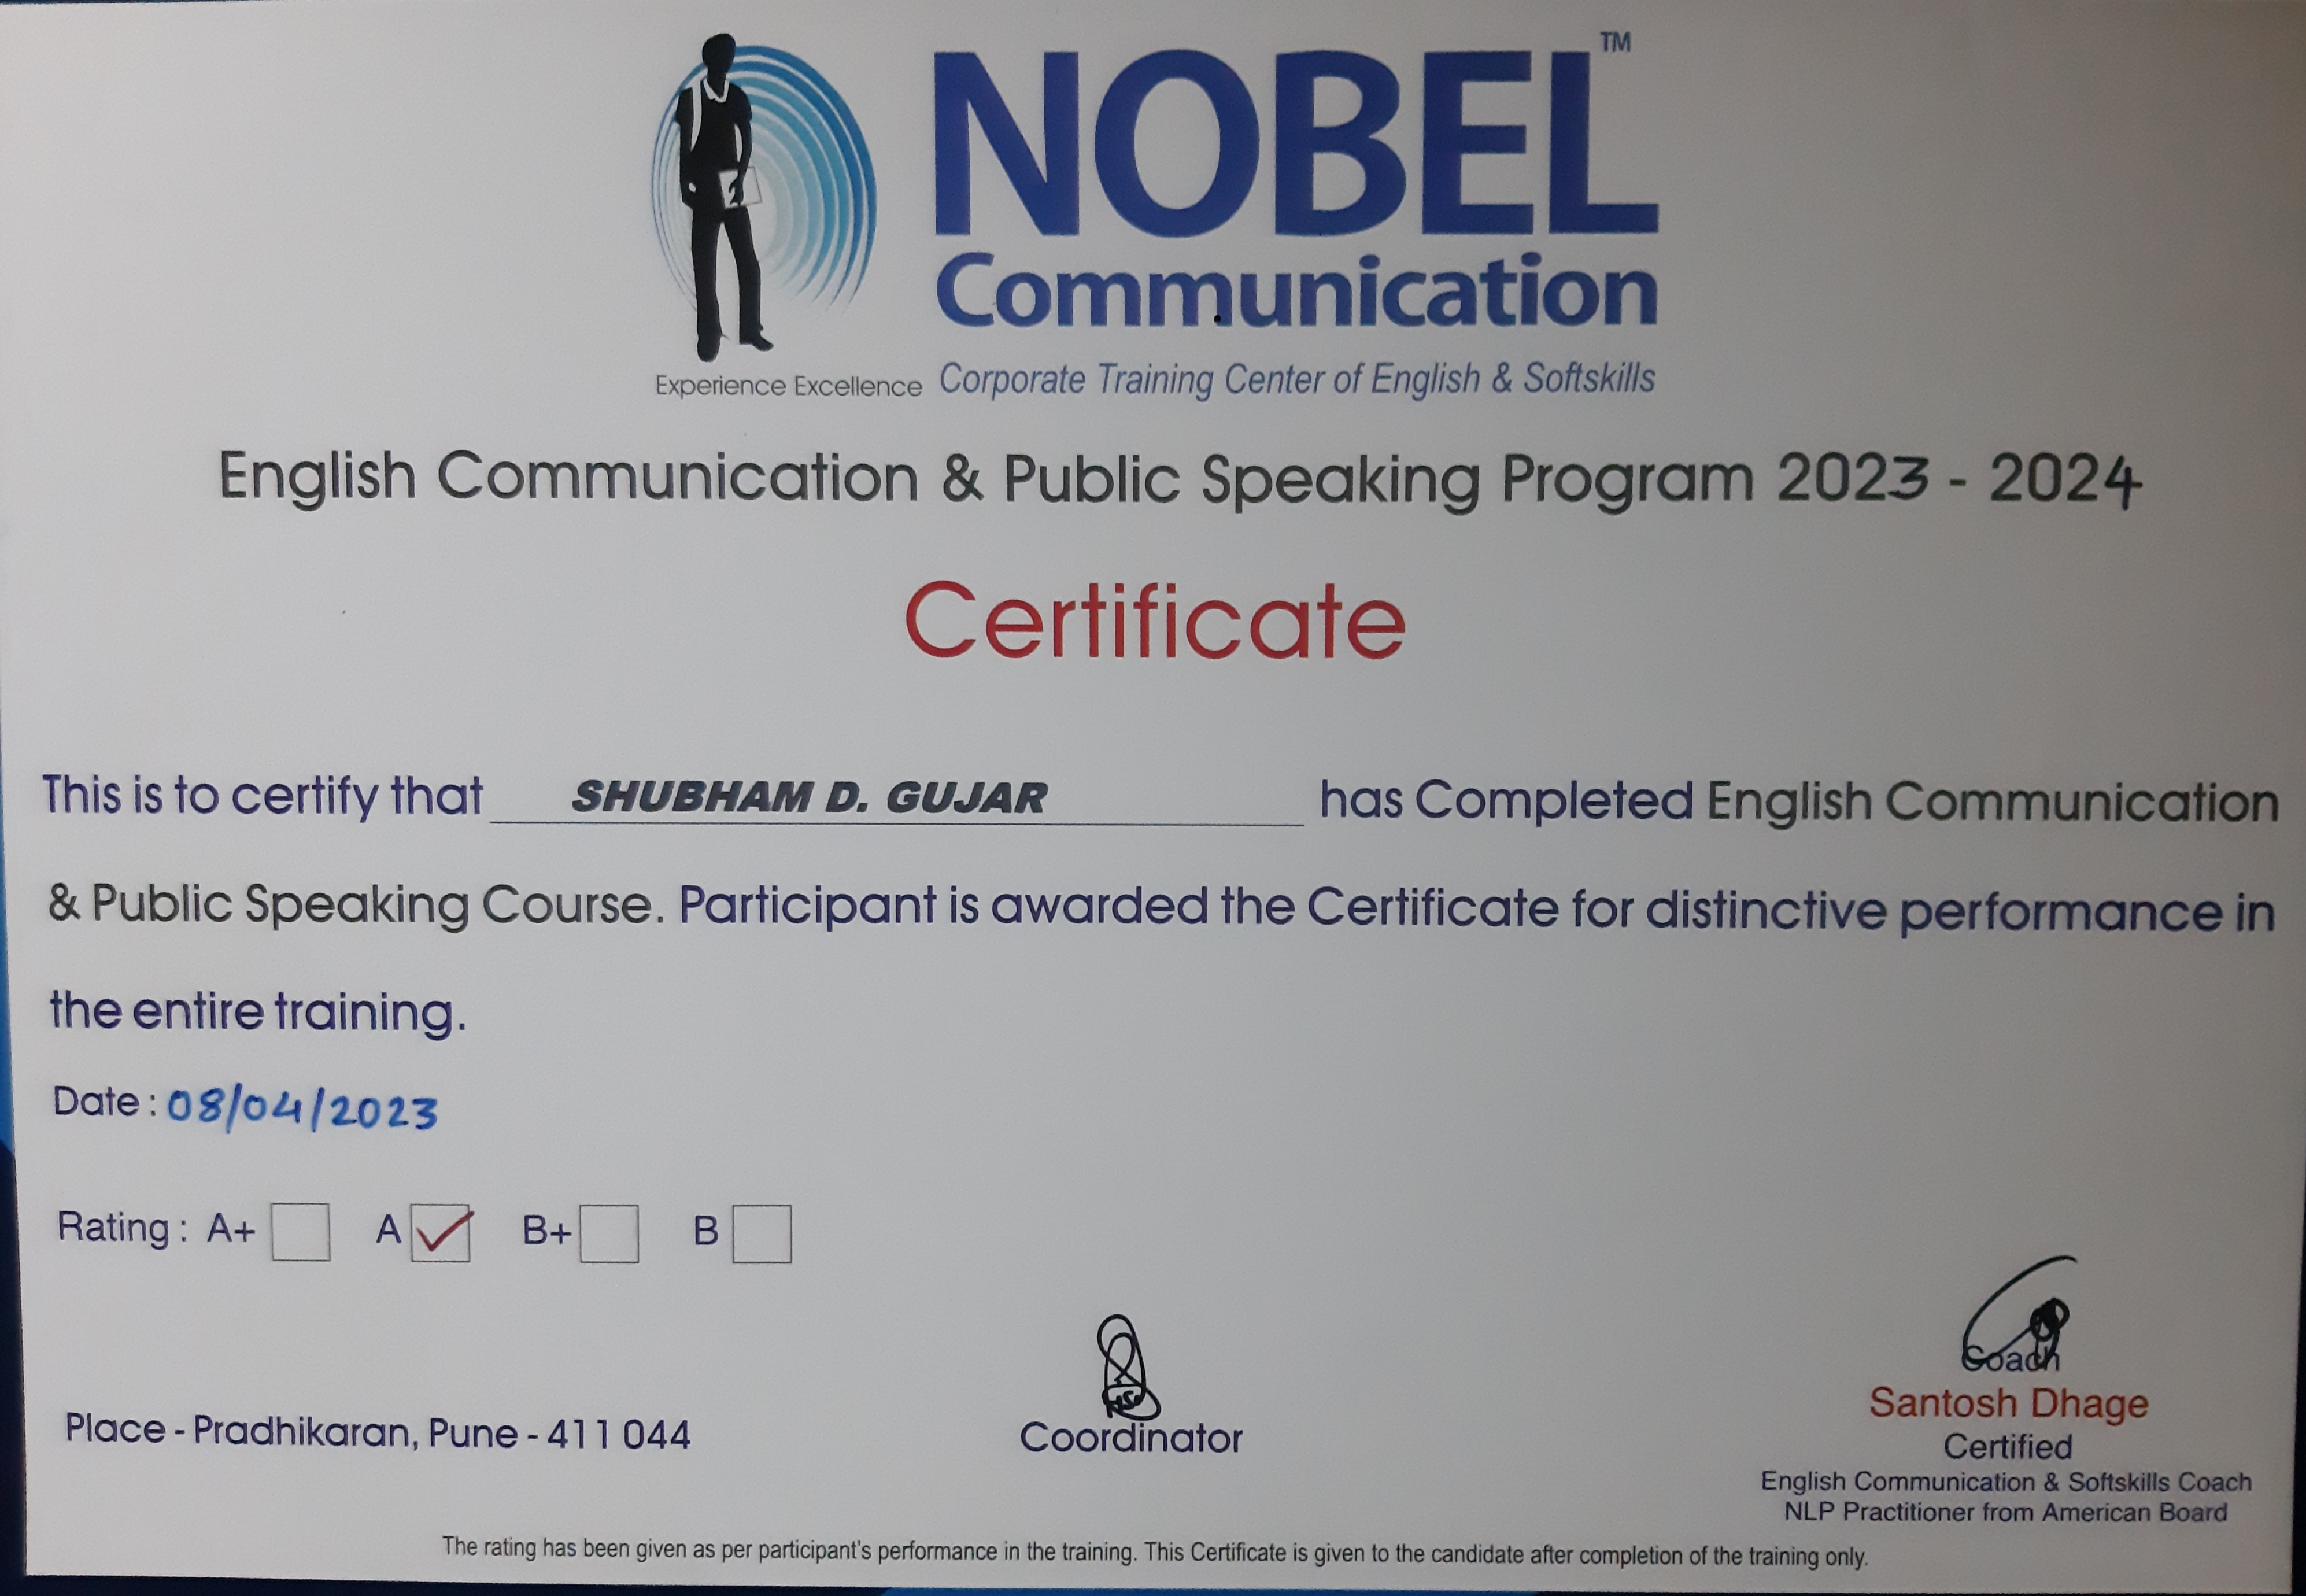 NOBEL™
Communication
Experience Excellence Corporate Training Center of English & Softskills
English Communication & Public Speaking Program 2023 - 2024
Certificate
This is to certify that SHUBHAM D. GUJAR has Completed English Communication
& Public Speaking Course. Participant is awarded the Certificate for distinctive performance in
the entire training.
Date : 08/04/2023
Rating : A+ A ✓ B+ B
Coach
Santosh Dhage
Place - Pradhikaran, Pune - 411 044 Coordinator
Certified
English Communication & Softskills Coach
NLP Practitioner from American Board
The rating has been given as per participant's performance in the training. This Certificate is given to the candidate after completion of the training only.